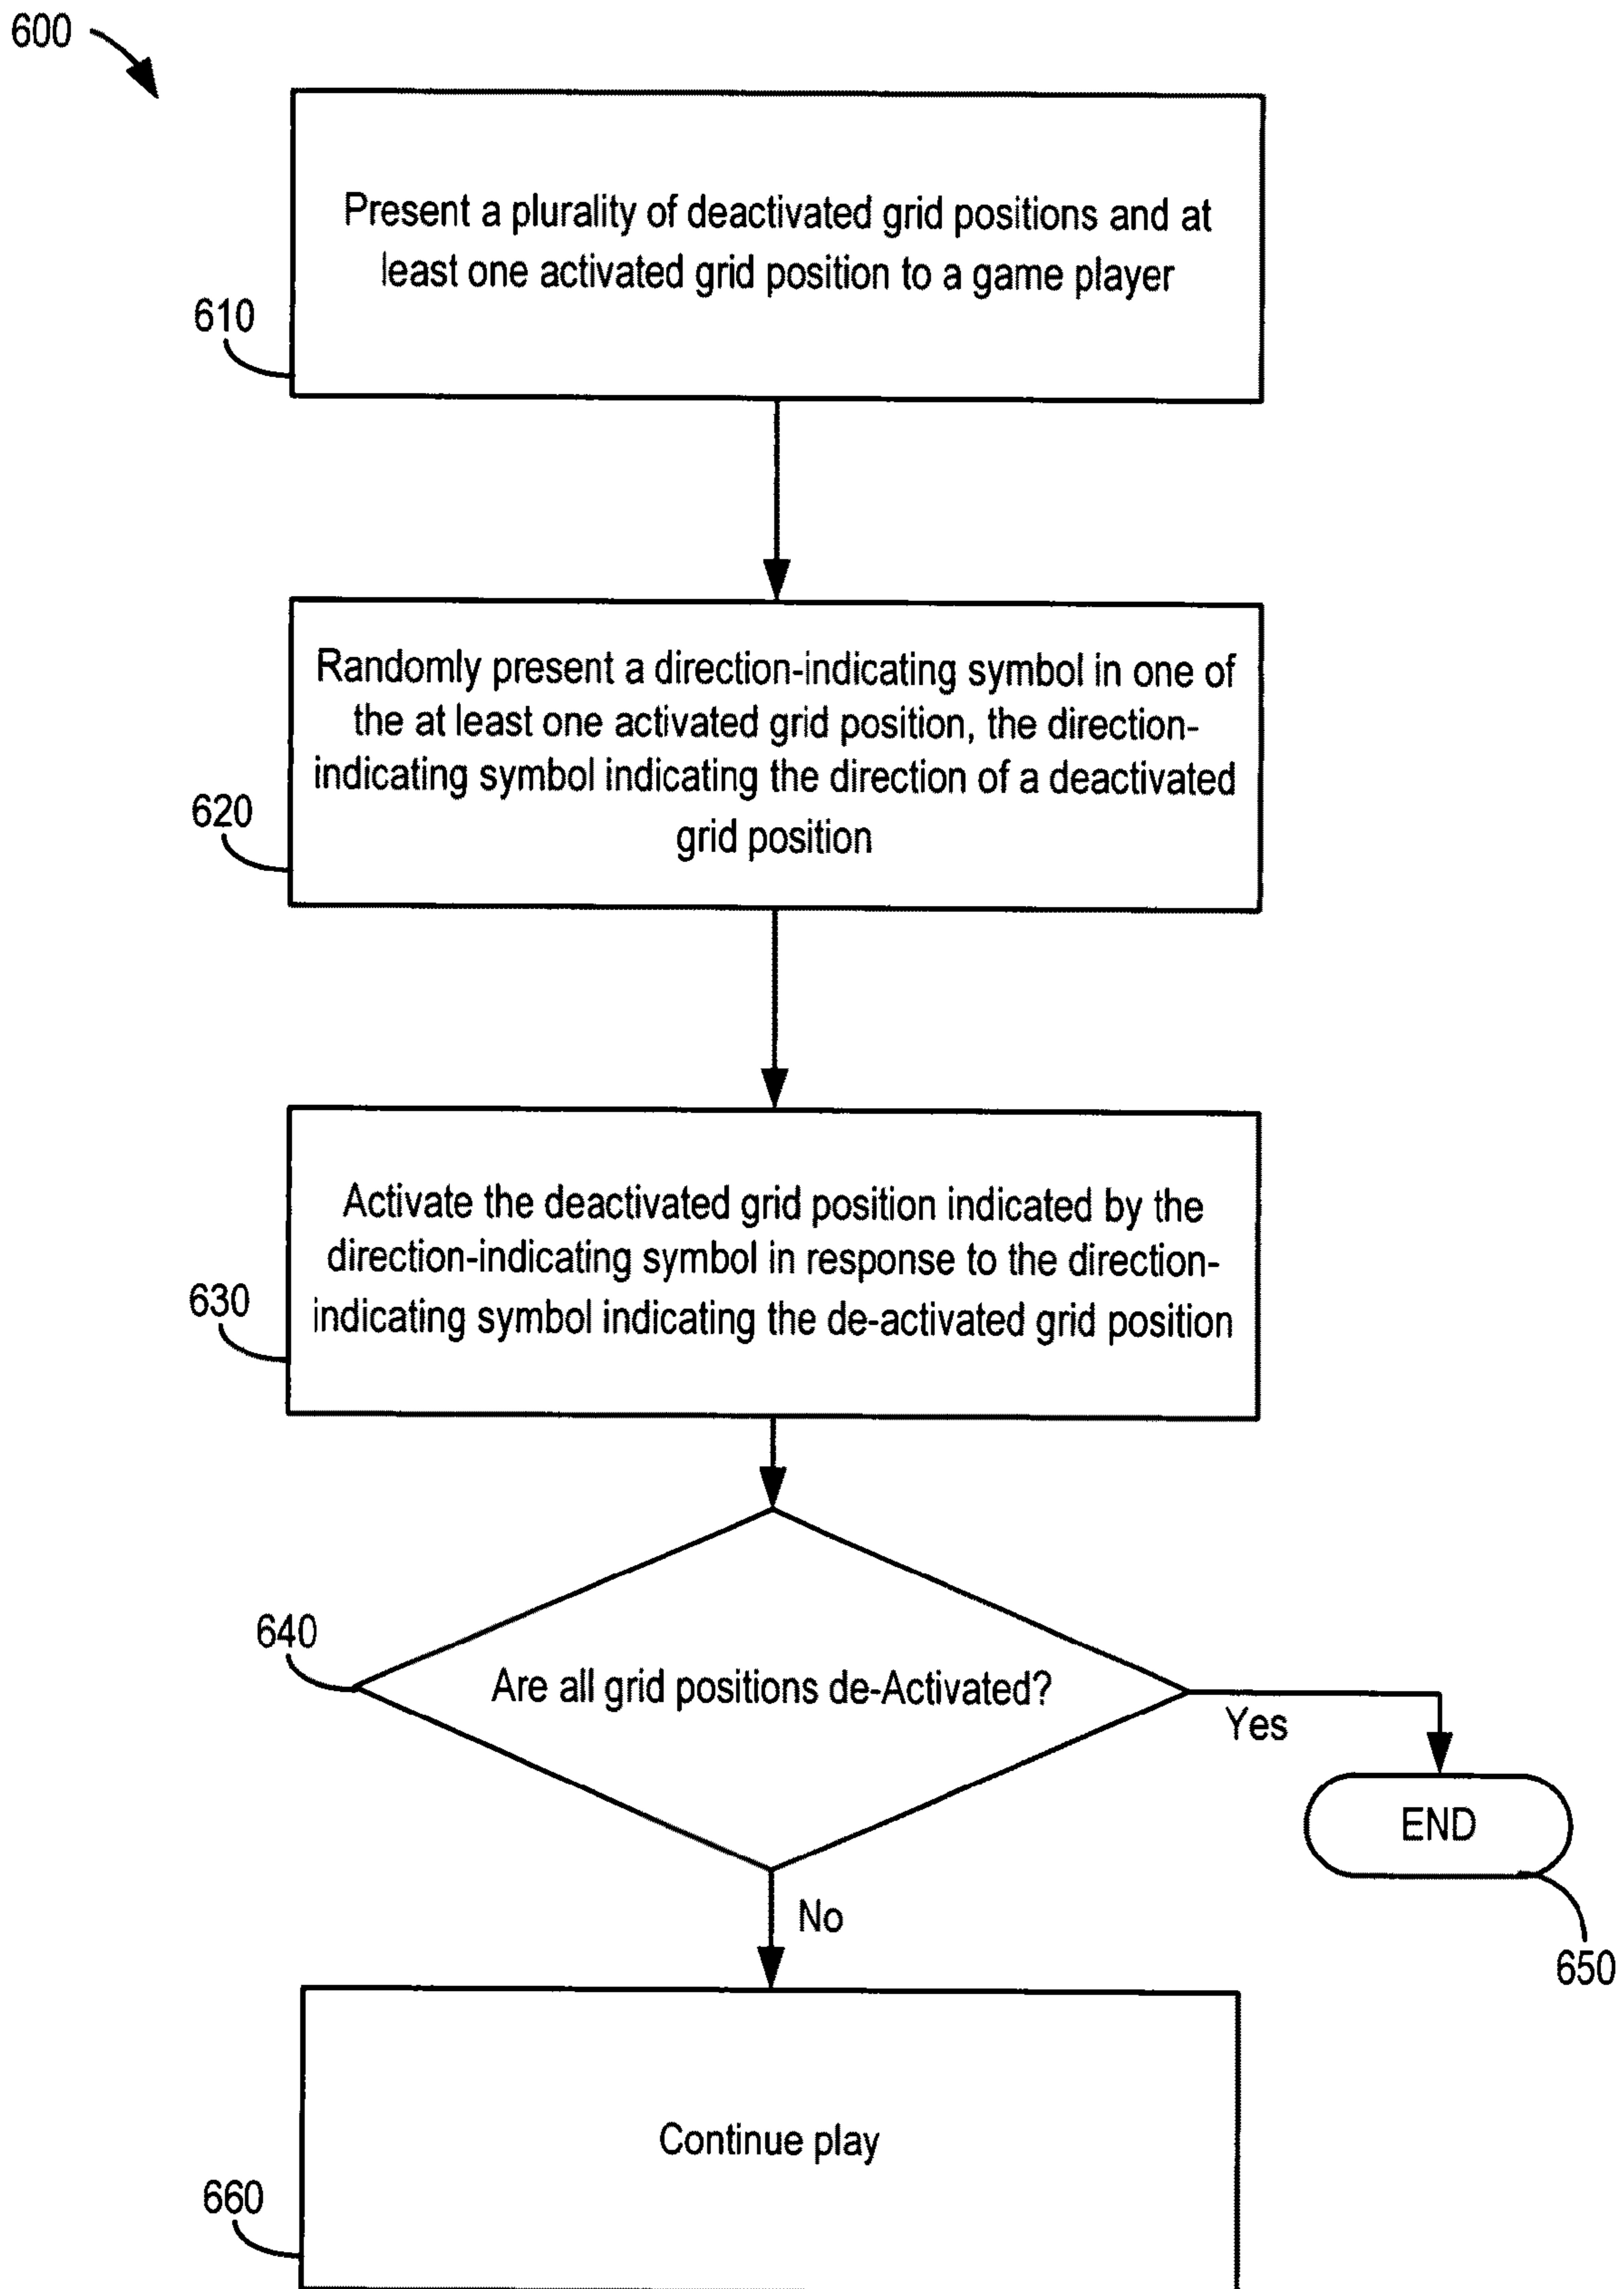 600
Present a plurality of deactivated grid positions and at
least one activated grid position to a game player
610
Randomly present a direction-indicating symbol in one of
the at least one activated grid position, the direction-
indicating symbol indicating the direction of a deactivated
grid position
620
Activate the deactivated grid position indicated by the
direction-indicating symbol in response to the direction-
indicating symbol indicating the de-activated grid position
630
640
Are all grid positions de-Activated?
Yes
END
650
No
Continue play
660